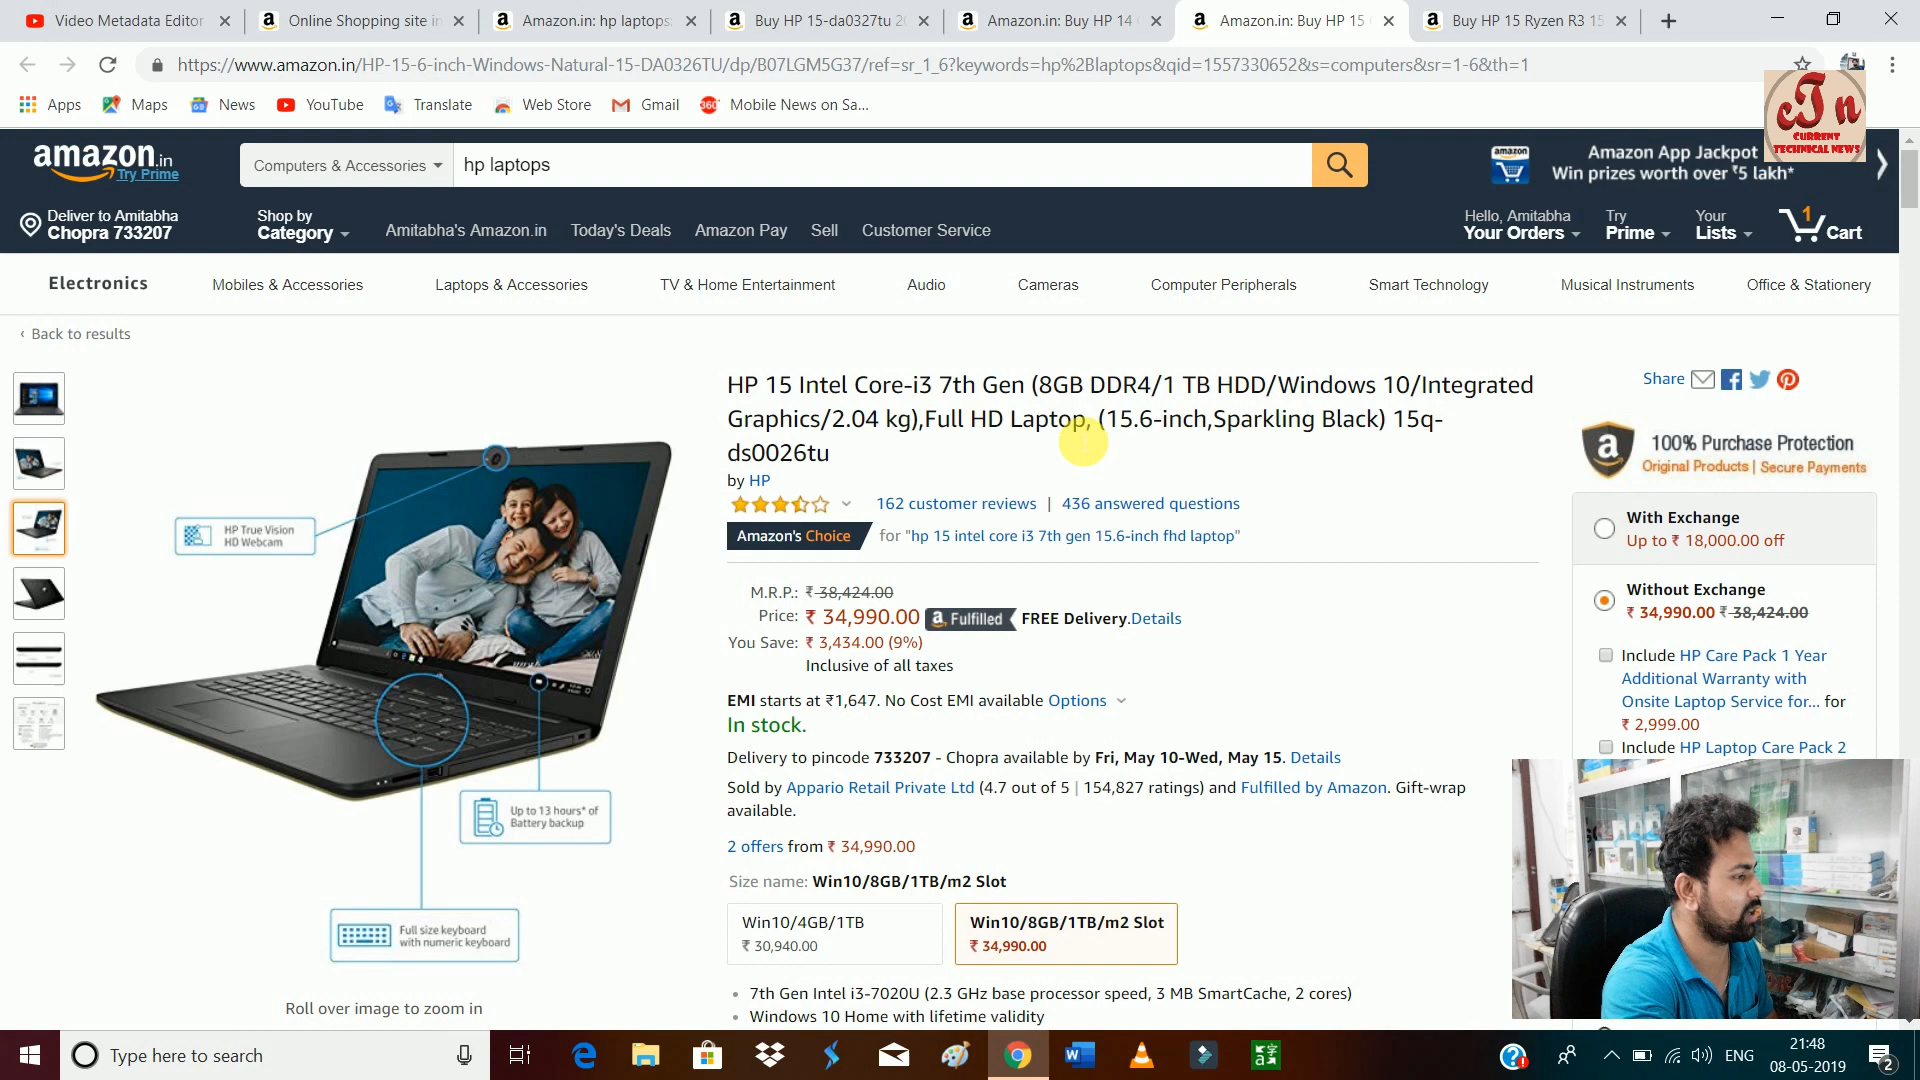 Video Metadata Editor
Online Shopping site in
Amazon.in: hp laptops
Buy HP 15-da0327tu 20
Amazon.in: Buy HP 14
Amazon.in: Buy HP 15
Buy HP 15 Ryzen R3 15
https://www.amazon.in/HP-15-6-inch-Windows-Natural-15-DA0326TU/dp/B07LGM5G37/ref=sr_1_6?keywords=hp%2Blaptops&qid=1557330652&s=computers&sr=1-6&th=1
Apps
Maps
News
YouTube
Translate
Web Store
Gmail
360
Mobile News on Sa...
cTn
CURRENT
TECHNICAL NEWS
amazon.in
Try Prime
Computers & Accessories
hp laptops
amazon
Amazon App Jackpot
Win prizes worth over ₹5 lakh*
Deliver to Amitabha
Chopra 733207
Shop by
Category
Amitabha's Amazon.in
Today's Deals
Amazon Pay
Sell
Customer Service
Hello, Amitabha
Your Orders
Try
Prime
Your
Lists
1
Cart
Electronics
Mobiles & Accessories
Laptops & Accessories
TV & Home Entertainment
Audio
Cameras
Computer Peripherals
Smart Technology
Musical Instruments
Office & Stationery
‹ Back to results
HP 15 Intel Core-i3 7th Gen (8GB DDR4/1 TB HDD/Windows 10/Integrated
Graphics/2.04 kg),Full HD Laptop, (15.6-inch,Sparkling Black) 15q-
ds0026tu
by HP
162 customer reviews | 436 answered questions
Amazon's Choice for "hp 15 intel core i3 7th gen 15.6-inch fhd laptop"
M.R.P.: ₹ 38,424.00
Price: ₹ 34,990.00 a Fulfilled FREE Delivery.Details
You Save: ₹ 3,434.00 (9%)
Inclusive of all taxes
EMI starts at ₹1,647. No Cost EMI available Options
In stock.
Delivery to pincode 733207 - Chopra available by Fri, May 10-Wed, May 15. Details
Sold by Appario Retail Private Ltd (4.7 out of 5 | 154,827 ratings) and Fulfilled by Amazon. Gift-wrap
available.
2 offers from ₹ 34,990.00
Size name: Win10/8GB/1TB/m2 Slot
Win10/4GB/1TB
₹ 30,940.00
Win10/8GB/1TB/m2 Slot
₹ 34,990.00
• 7th Gen Intel i3-7020U (2.3 GHz base processor speed, 3 MB SmartCache, 2 cores)
• Windows 10 Home with lifetime validity
HP True Vision
HD Webcam
Up to 13 hours* of
Battery backup
Full size keyboard
with numeric keyboard
Roll over image to zoom in
Share
a
100% Purchase Protection
Original Products | Secure Payments
With Exchange
Up to ₹ 18,000.00 off
Without Exchange
₹ 34,990.00 ₹ 38,424.00
Include HP Care Pack 1 Year
Additional Warranty with
Onsite Laptop Service for... for
₹ 2,999.00
Include HP Laptop Care Pack 2
Type here to search
ENG
21:48
08-05-2019
2